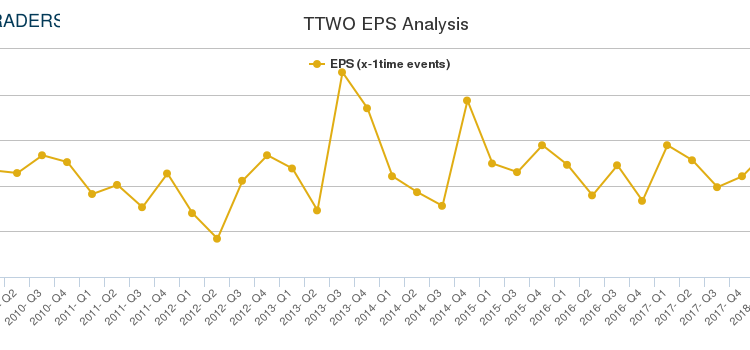 RADERS
TTWO EPS Analysis
EPS (x-1time events)
- Q2
2010- Q3
2010- Q4
2011- Q1
2011- Q2
2011- Q3
2011- Q4
2012- Q1
2012- Q2
2012- Q3
2012- Q4
2013- Q1
2013- Q2
2013- Q3
2013- Q4
2014- Q1
2014- Q2
2014- Q3
2014- Q4
2015- Q1
2015- Q3
2015- Q4
2016- Q1
2016- Q2
2016- Q3
2016- Q4
2017- Q1
2017- Q2
2017- Q3
2017- Q4
2018-